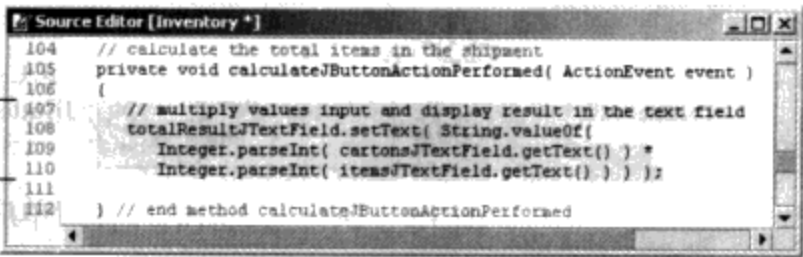 Source Editor [Inventory *]
104 // calculate the total items in the shipment
105 private void calculateJButtonActionPerformed( ActionEvent event )
106 {
107 // multiply values input and display result in the text field
108 totalResultJTextField.setText( String.valueOf(
109 Integer.parseInt( cartonsJTextField.getText() ) *
110 Integer.parseInt( itemsJTextField.getText() ) ) );
111
112 } // end method calculateJButtonActionPerformed